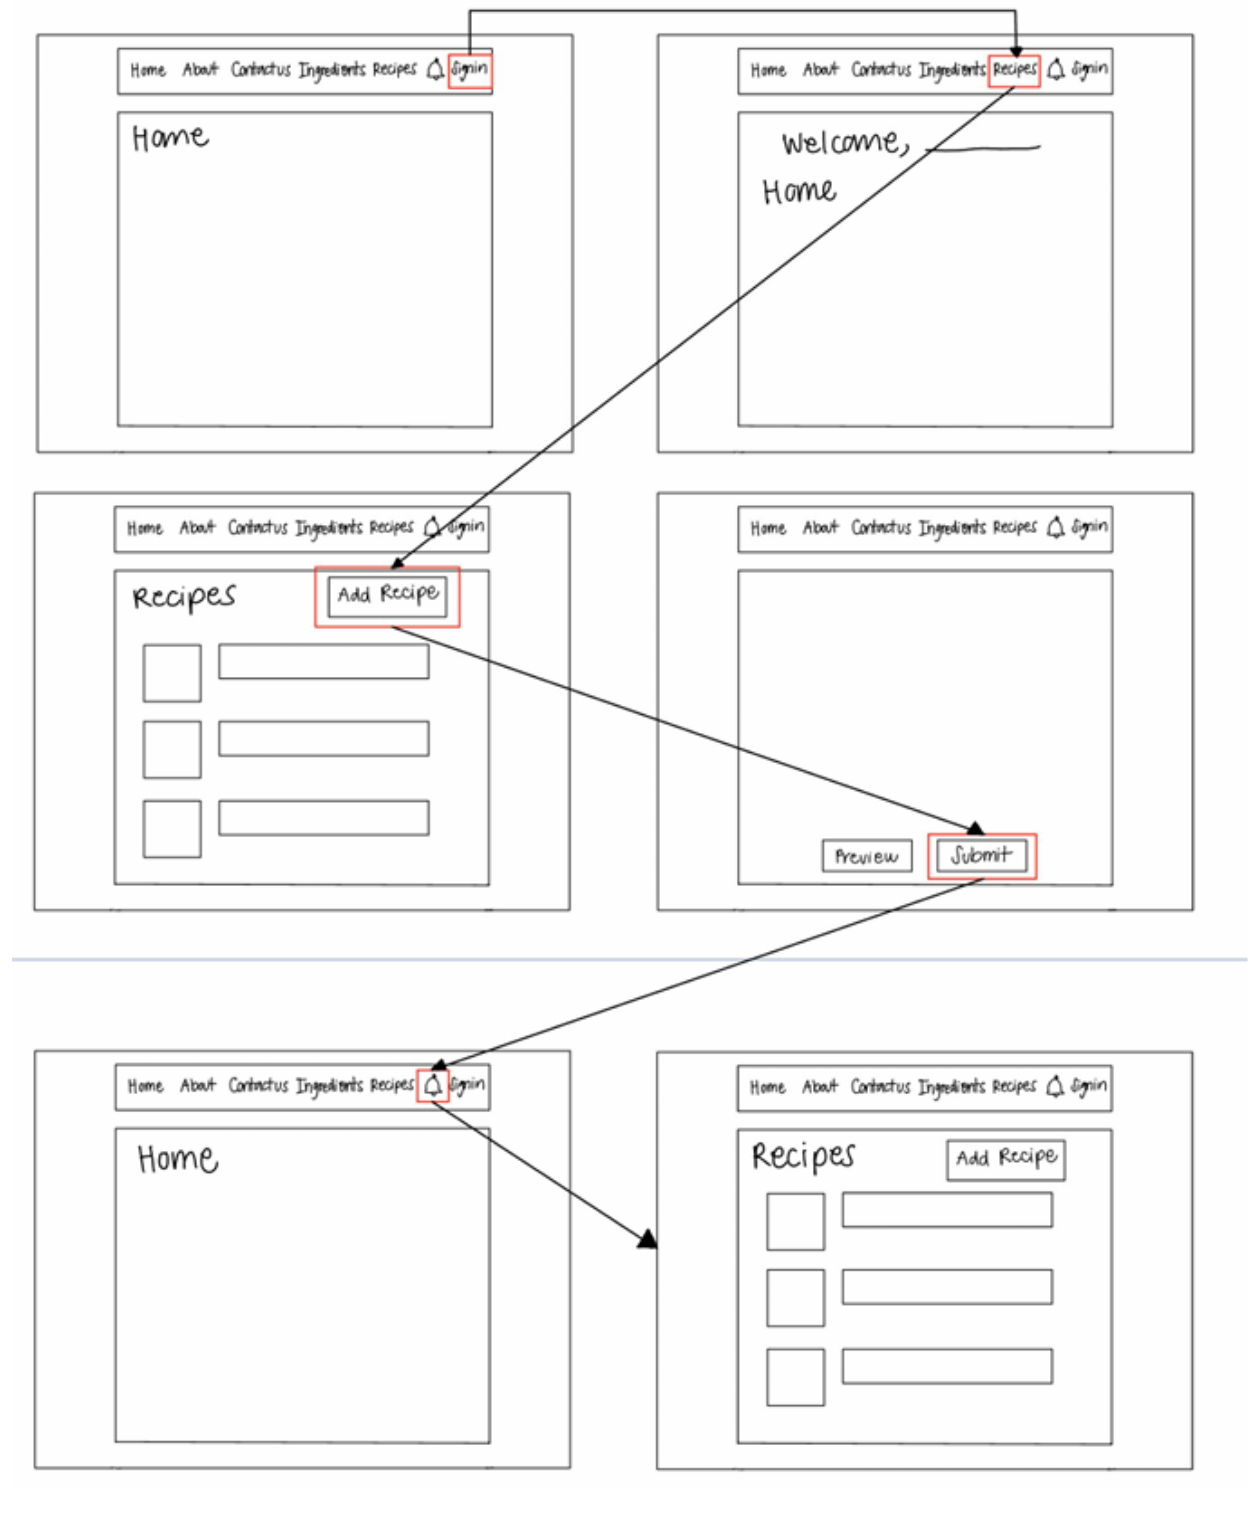 Home About Contactus Ingredients Recipes Signin
Home
Home About Contactus Ingredients Recipes Signin
Welcome,
Home
Home About Contactus Ingredients Recipes Signin
Recipes Add Recipe
Home About Contactus Ingredients Recipes Signin
Preview Submit
Home About Contactus Ingredients Recipes Signin
Home
Home About Contactus Ingredients Recipes Signin
Recipes Add Recipe